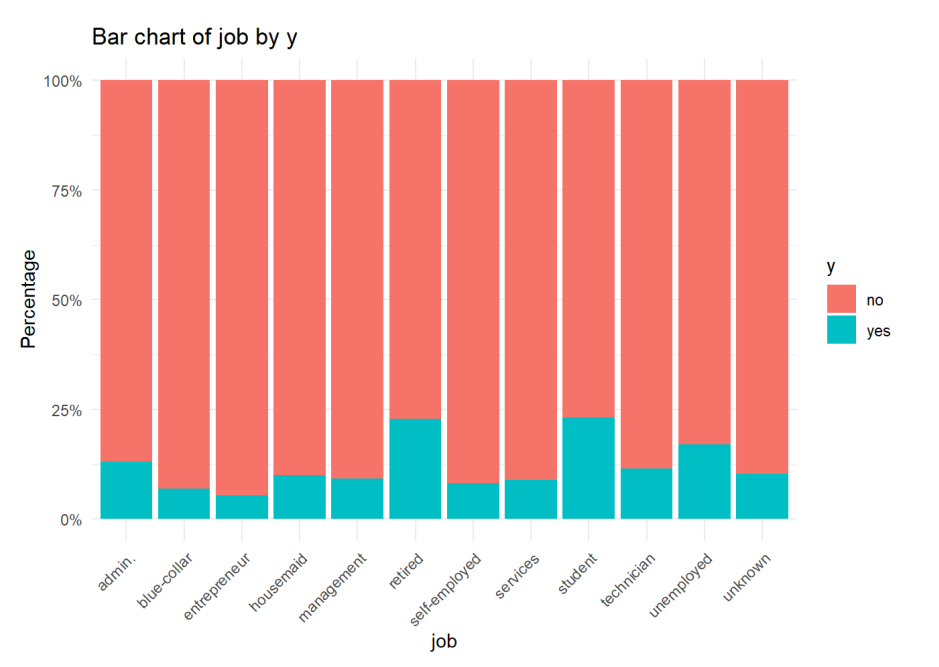 Bar chart of job by y
100%
75%
50%
25%
0%
Percentage
admin.
blue-collar
entrepreneur
housemaid
management
retired
self-employed
services
student
technician
unemployed
unknown
job
y
no
yes